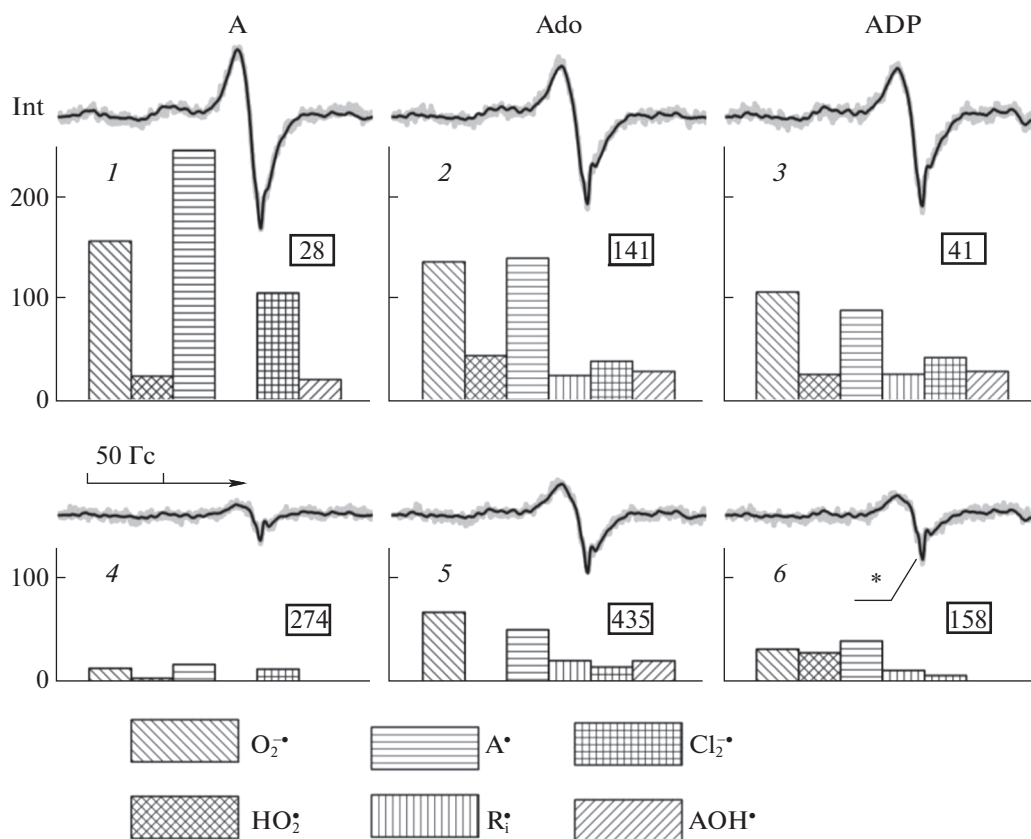 A Ado ADP
Int
1 2 3
200
28 141 41
100
0
50 Гс
4 5 6
100
*
274 435 158
0
O₂⁻• A• Cl₂⁻•
HO₂• Rᵢ• AOH•